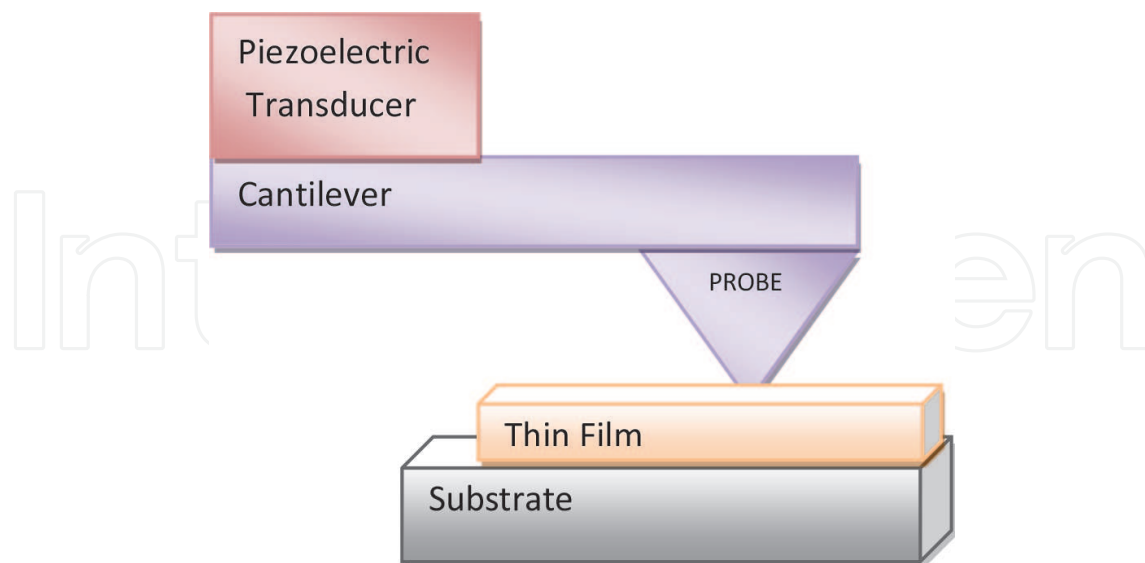 Piezoelectric
Transducer
Cantilever
PROBE
Thin Film
Substrate